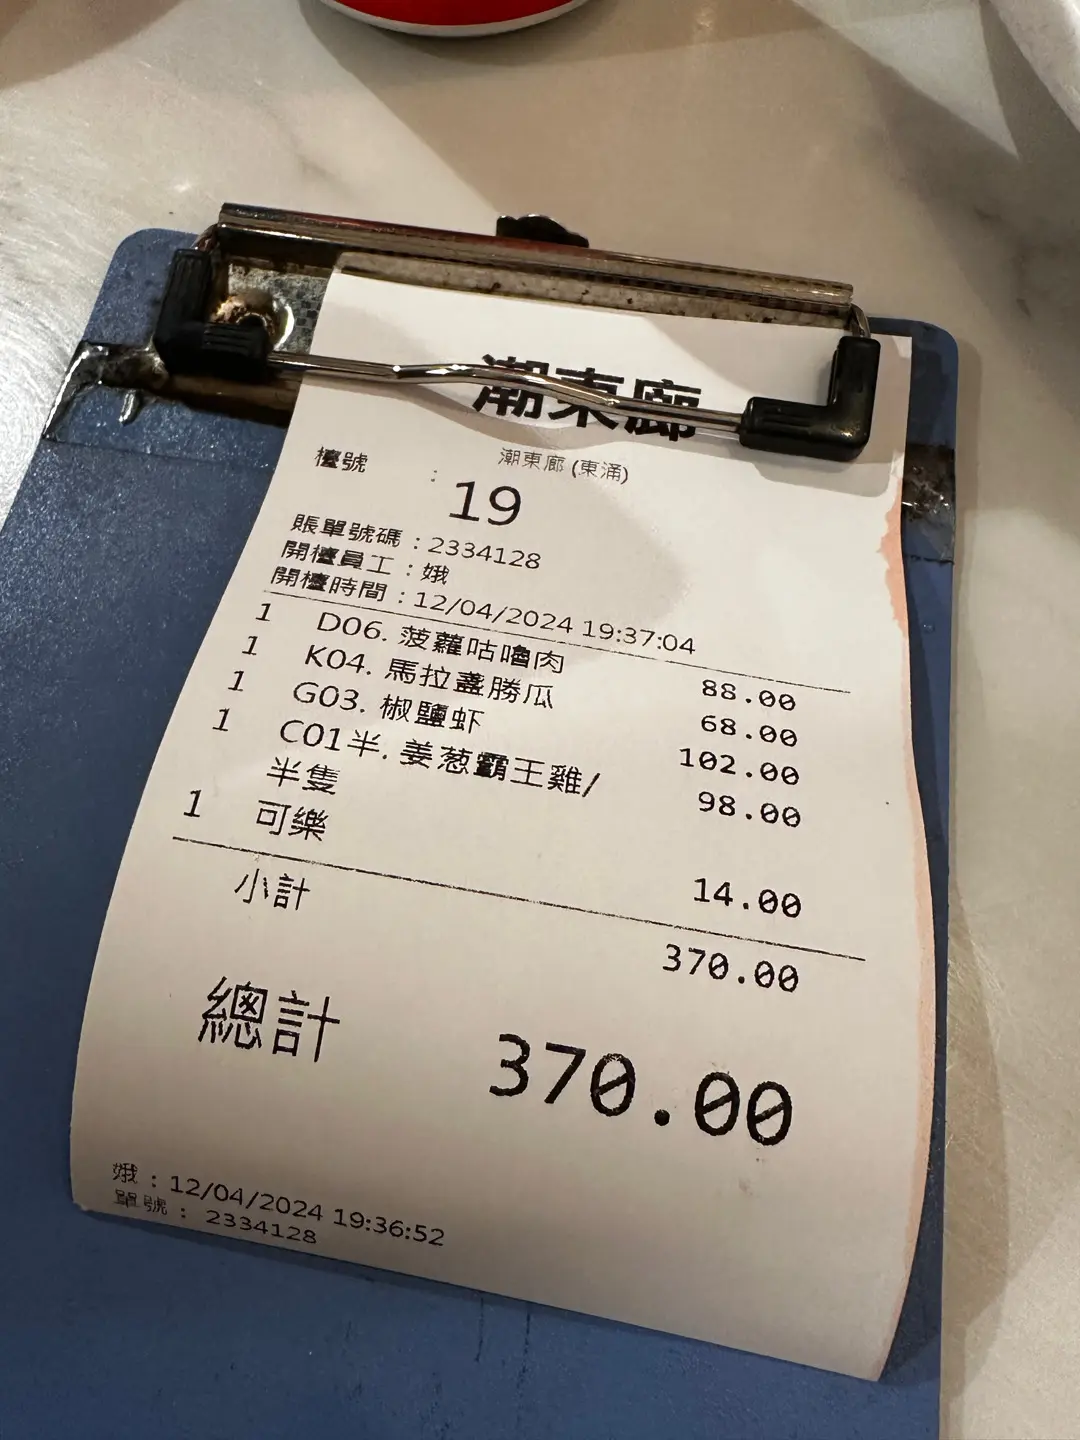 潮東廊
潮東廊 (東涌)
檯號 : 19
賬單號碼 : 2334128
開檯員工 : 娥
開檯時間 : 12/04/2024 19:37:04
1 D06. 菠蘿咕嚕肉 88.00
1 K04. 馬拉盞勝瓜 68.00
1 G03. 椒鹽虾 102.00
1 C01半. 姜葱霸王雞/ 98.00
半隻
1 可樂 14.00
小計 370.00
總計 370.00
娥 : 12/04/2024 19:36:52
單號 : 2334128